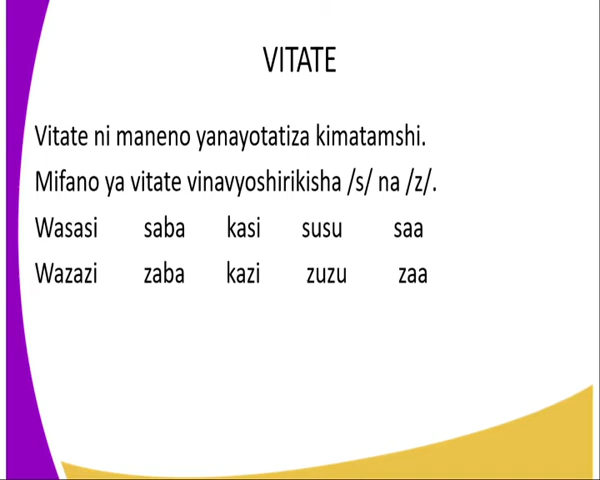 VITATE
Vitate ni maneno yanayotatiza kimatamshi.
Mifano ya vitate vinavyoshirikisha /s/ na /z/.
Wasasi saba kasi susu saa
Wazazi zaba kazi zuzu zaa